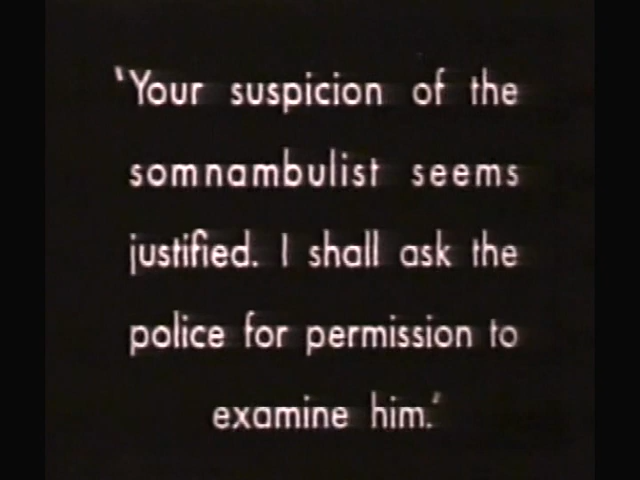 'Your suspicion of the
somnambulist seems
justified. I shall ask the
police for permission to
examine him.'